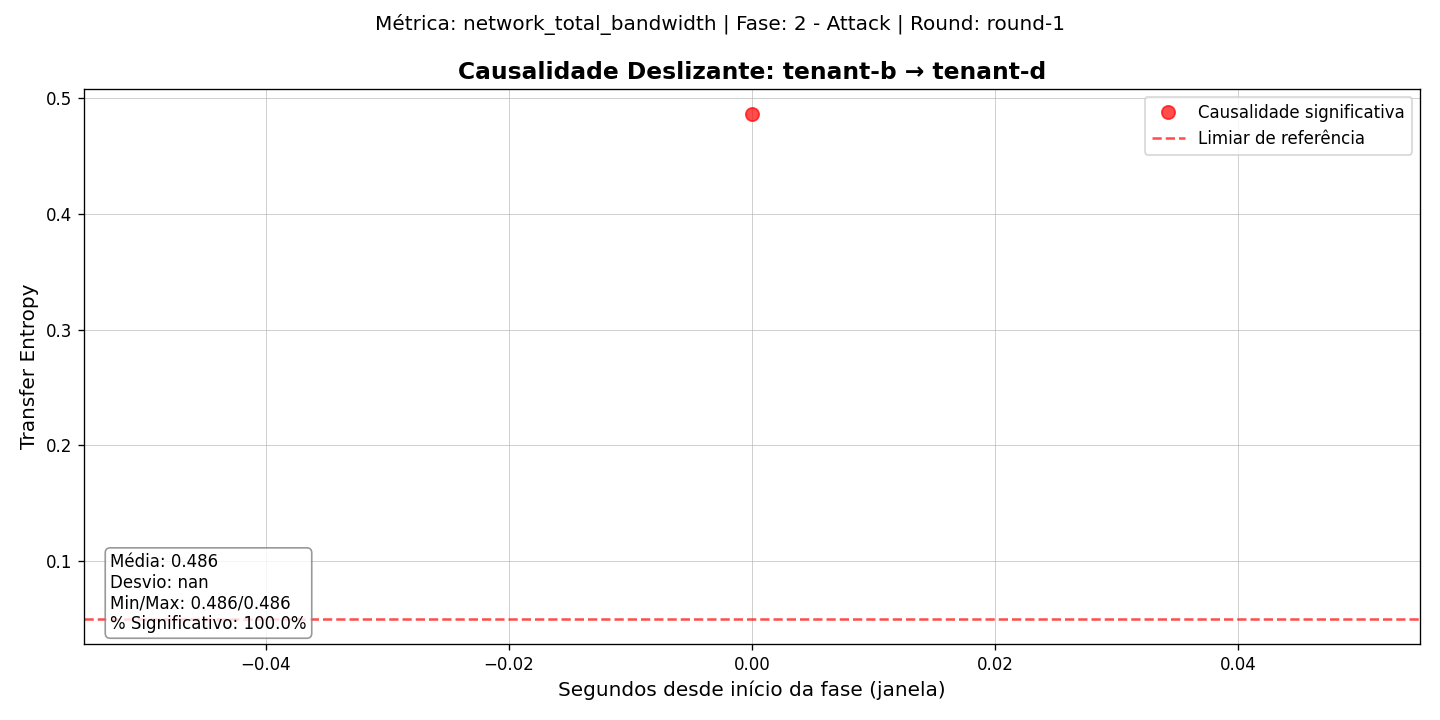 Métrica: network_total_bandwidth | Fase: 2 - Attack | Round: round-1
Causalidade Deslizante: tenant-b → tenant-d
Causalidade significativa
Limiar de referência
Transfer Entropy
0.5
0.4
0.3
0.2
0.1
Média: 0.486
Desvio: nan
Min/Max: 0.486/0.486
% Significativo: 100.0%
−0.04
−0.02
0.00
0.02
0.04
Segundos desde início da fase (janela)